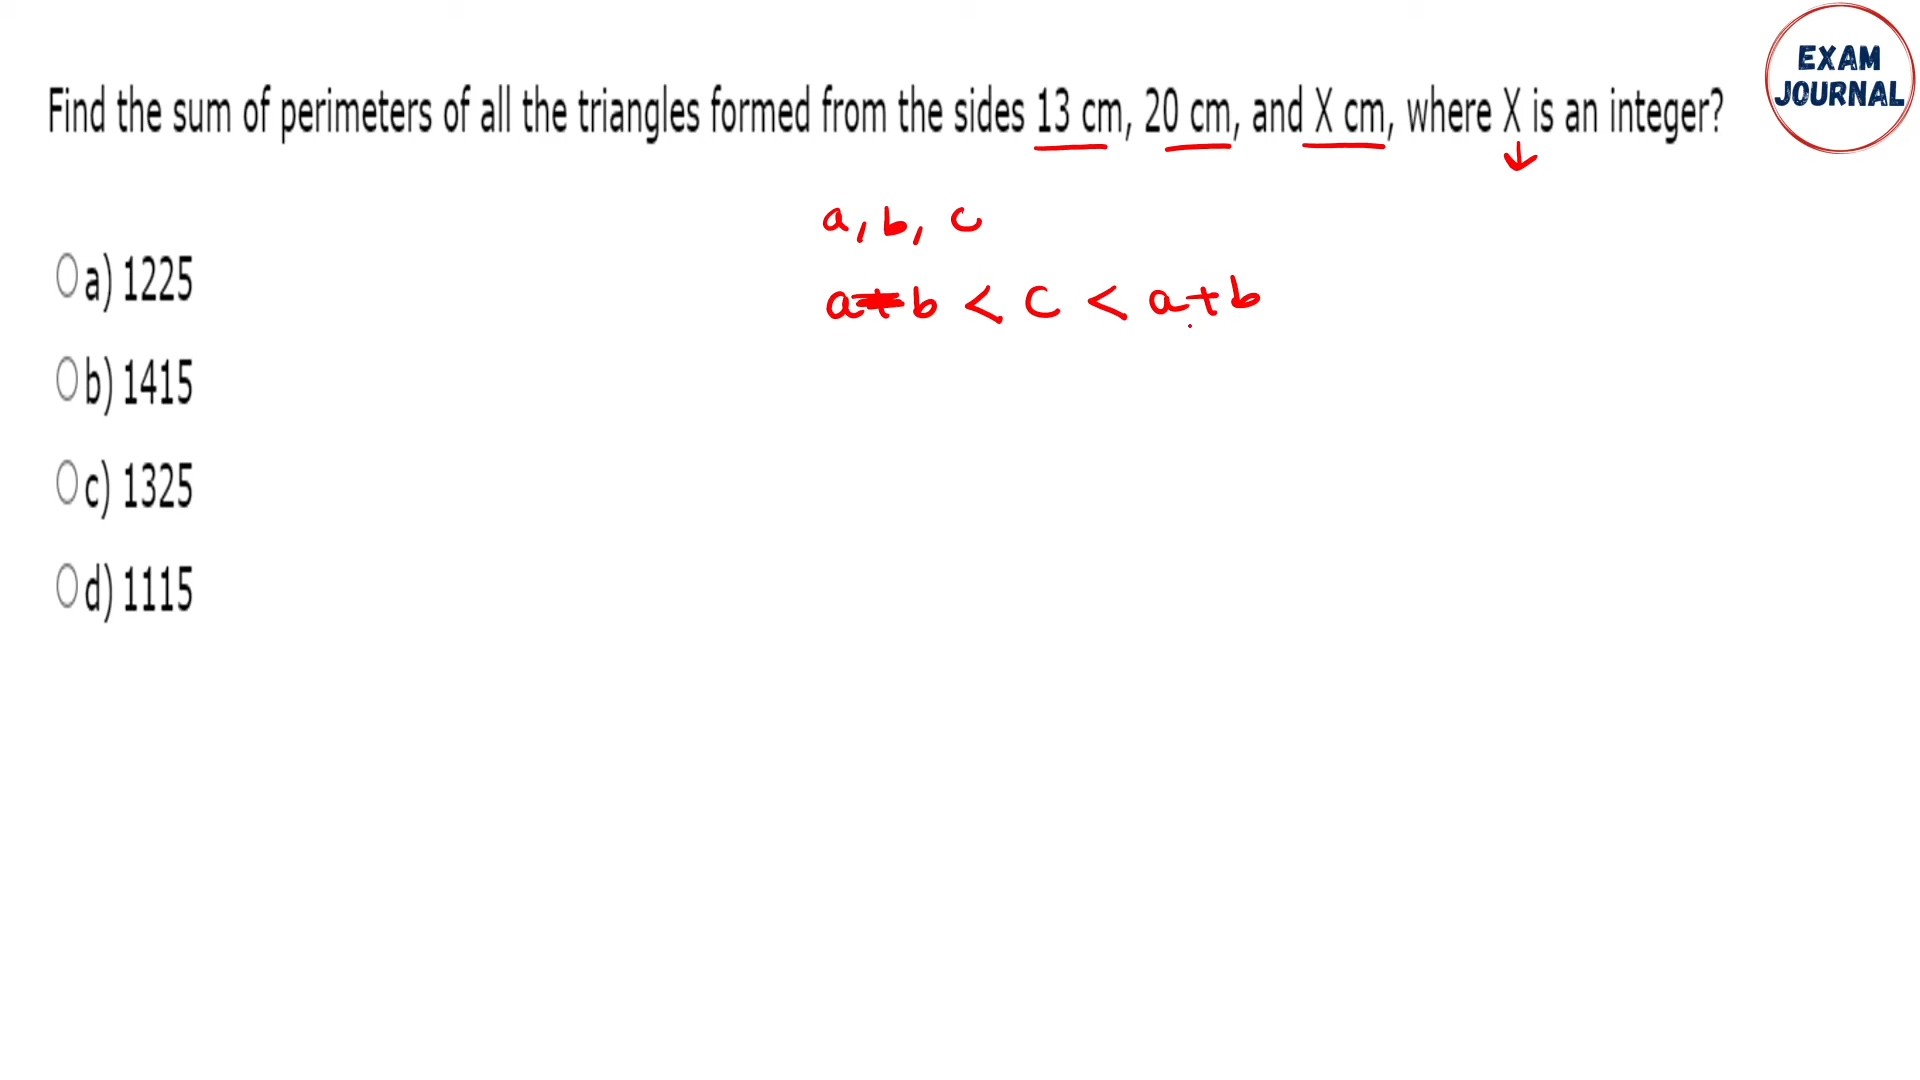 EXAM
JOURNAL
Find the sum of perimeters of all the triangles formed from the sides 13 cm, 20 cm, and X cm, where X is an integer?
a, b, c
a - b < c < a + b
a) 1225
b) 1415
c) 1325
d) 1115